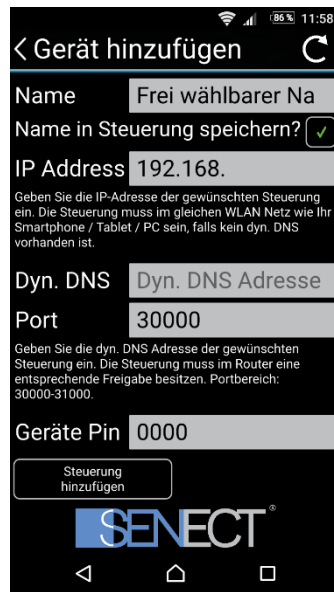 86 % 11:58
Gerät hinzufügen
Name Frei wählbarer Na
Name in Steuerung speichern?
IP Address 192.168.
Geben Sie die IP-Adresse der gewünschten Steuerung
ein. Die Steuerung muss im gleichen WLAN Netz wie Ihr
Smartphone / Tablet / PC sein, falls kein dyn. DNS
vorhanden ist.
Dyn. DNS Dyn. DNS Adresse
Port 30000
Geben Sie die dyn. DNS Adresse der gewünschten
Steuerung ein. Die Steuerung muss im Router eine
entsprechende Freigabe besitzen. Portbereich:
30000-31000.
Geräte Pin 0000
Steuerung
hinzufügen
SENECT®